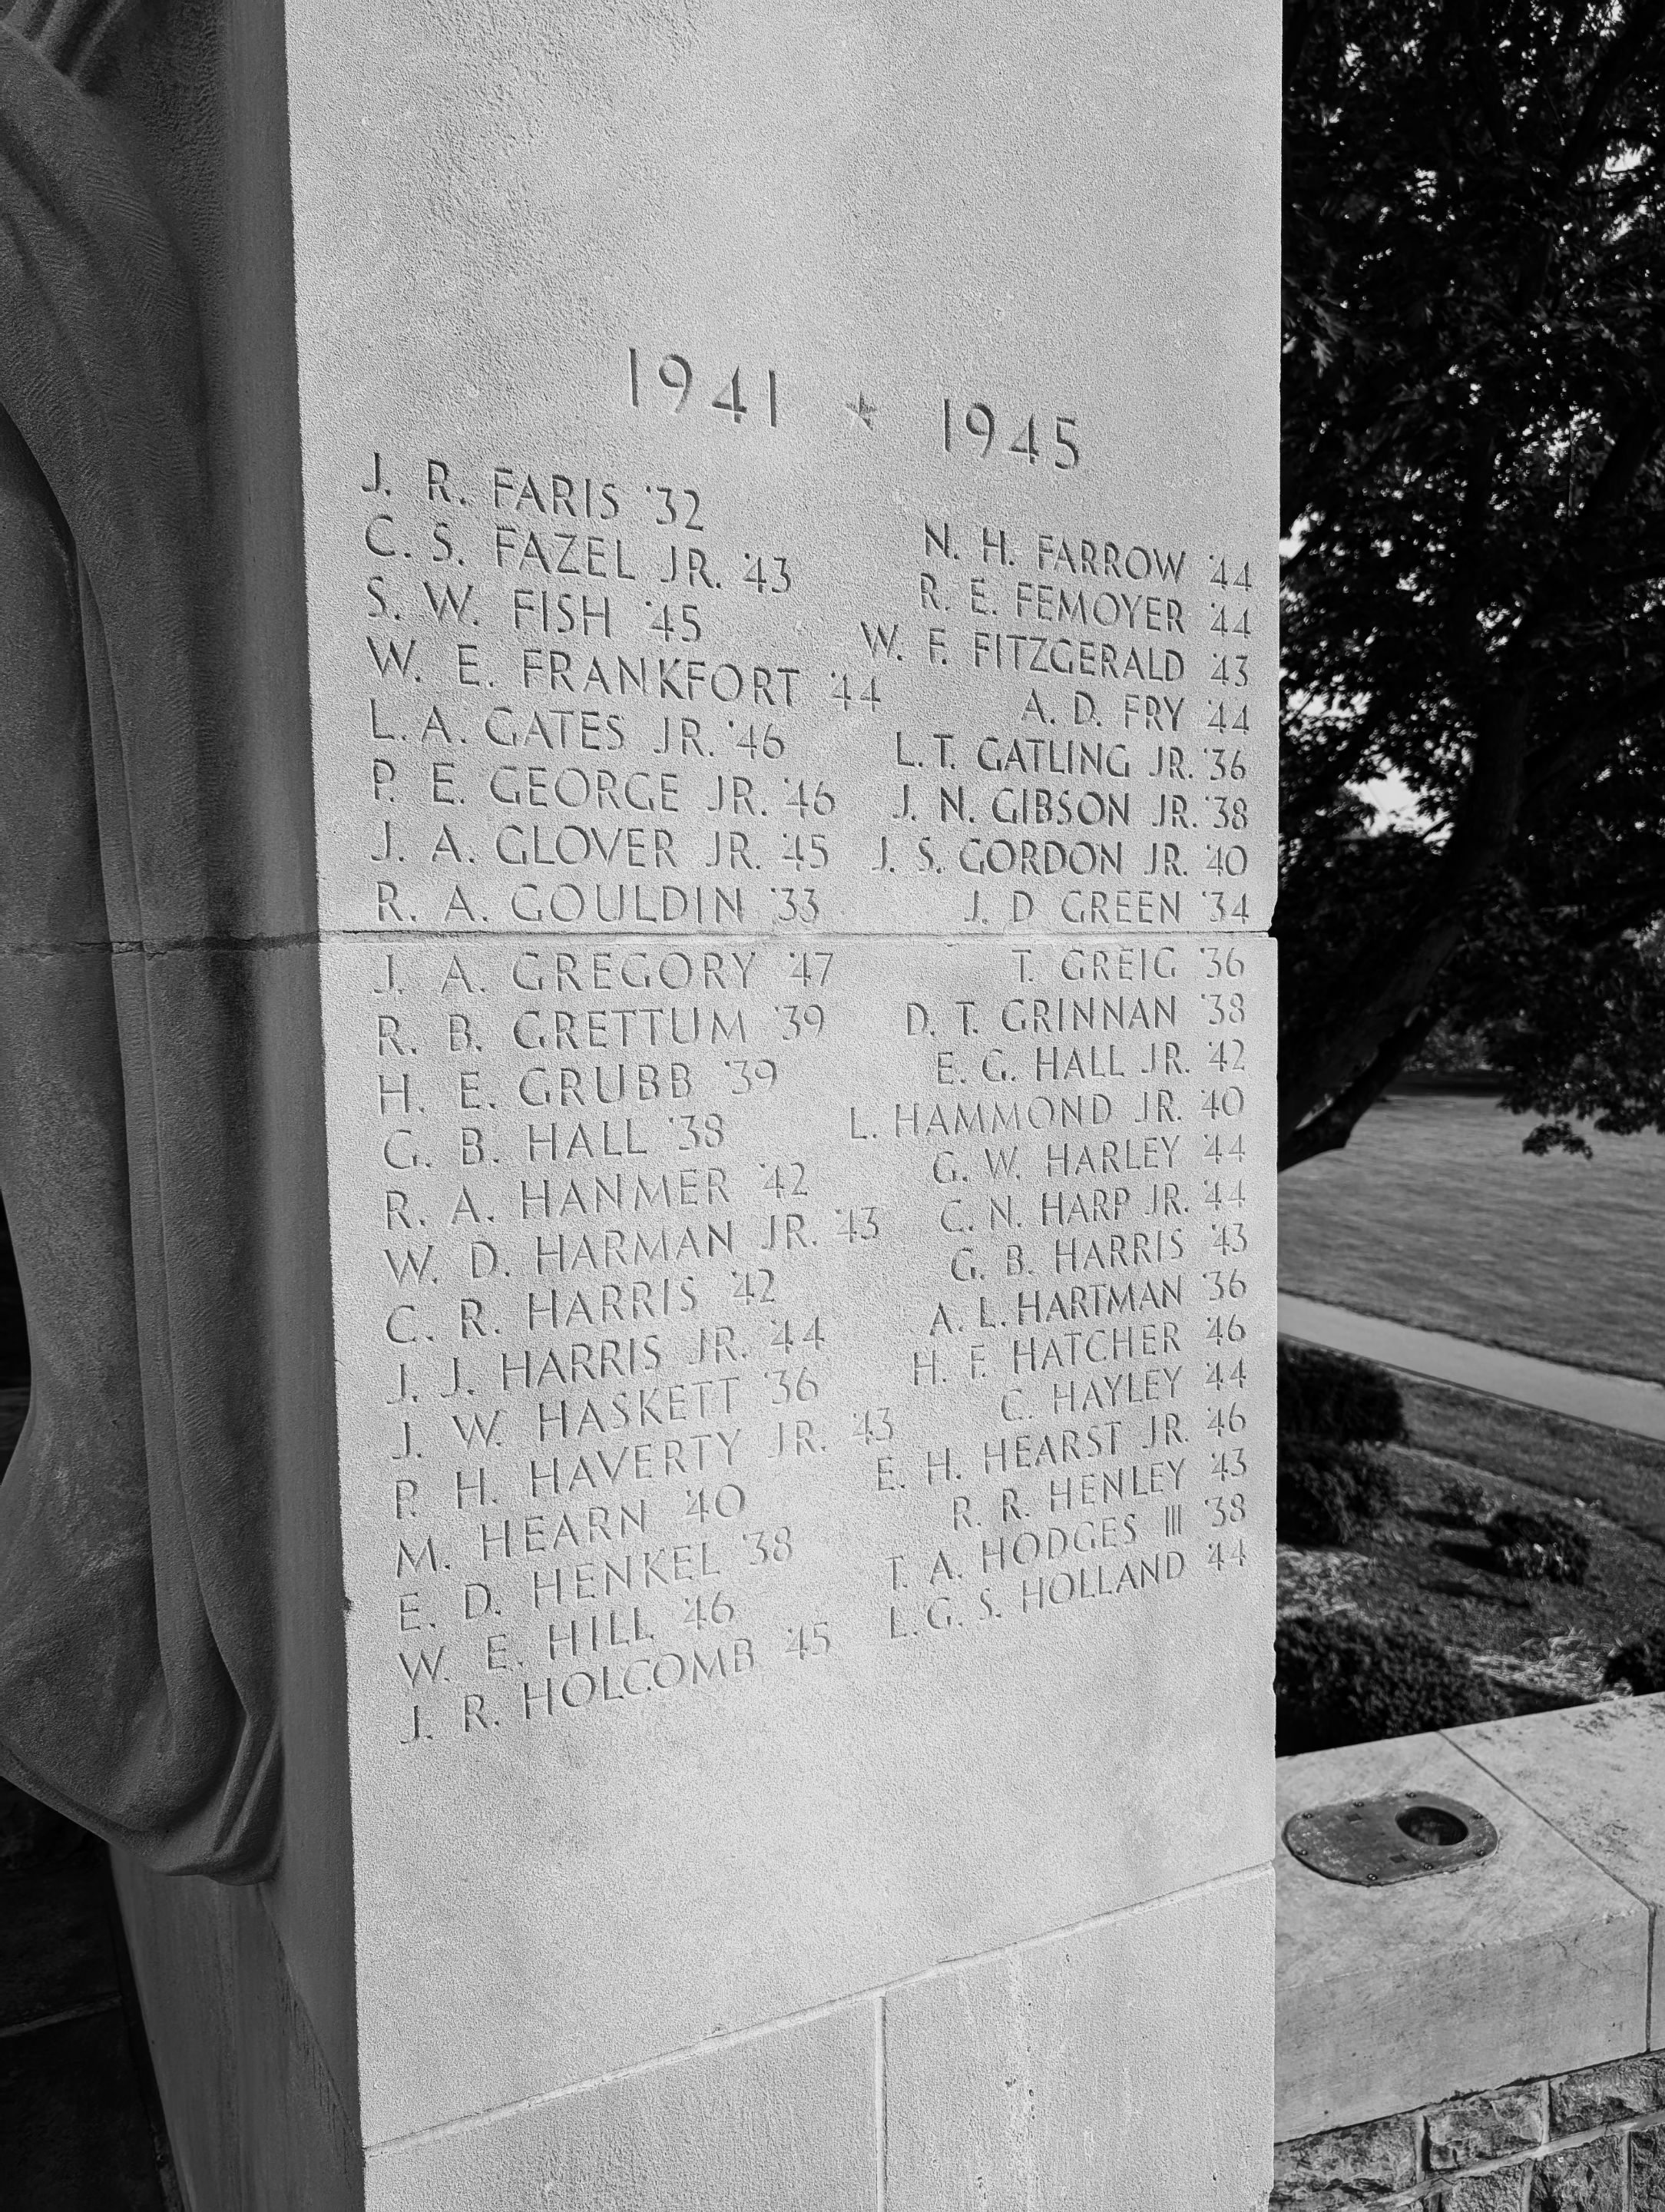 1941 ★ 1945
J. R. FARIS '32
C. S. FAZEL JR. '43
S. W. FISH '45
W. E. FRANKFORT '44
L. A. GATES JR. '46
P. E. GEORGE JR. '46
J. A. GLOVER JR. '45
R. A. GOULDIN '33
J. A. GREGORY '47
R. B. GRETTUM '39
H. E. GRUBB '39
G. B. HALL '38
R. A. HANMER '42
W. D. HARMAN JR. '43
C. R. HARRIS '42
J. J. HARRIS JR. '44
J. W. HASKETT '36
P. H. HAVERTY JR. '43
M. HEARN '40
E. D. HENKEL '38
W. E. HILL '46
J. R. HOLCOMB '45
N. H. FARROW '44
R. E. FEMOYER '44
W. F. FITZGERALD '43
A. D. FRY '44
L. T. GATLING JR. '36
J. N. GIBSON JR. '38
J. S. GORDON JR. '40
J. D GREEN '34
T. GREIG '36
D. T. GRINNAN '38
E. G. HALL JR. '42
L. HAMMOND JR. '40
G. W. HARLEY '44
C. N. HARP JR. '44
G. B. HARRIS '43
A. L. HARTMAN '36
H. F. HATCHER '46
C. HAYLEY '44
E. H. HEARST JR. '46
R. R. HENLEY '43
T. A. HODGES III '38
L. G. S. HOLLAND '44